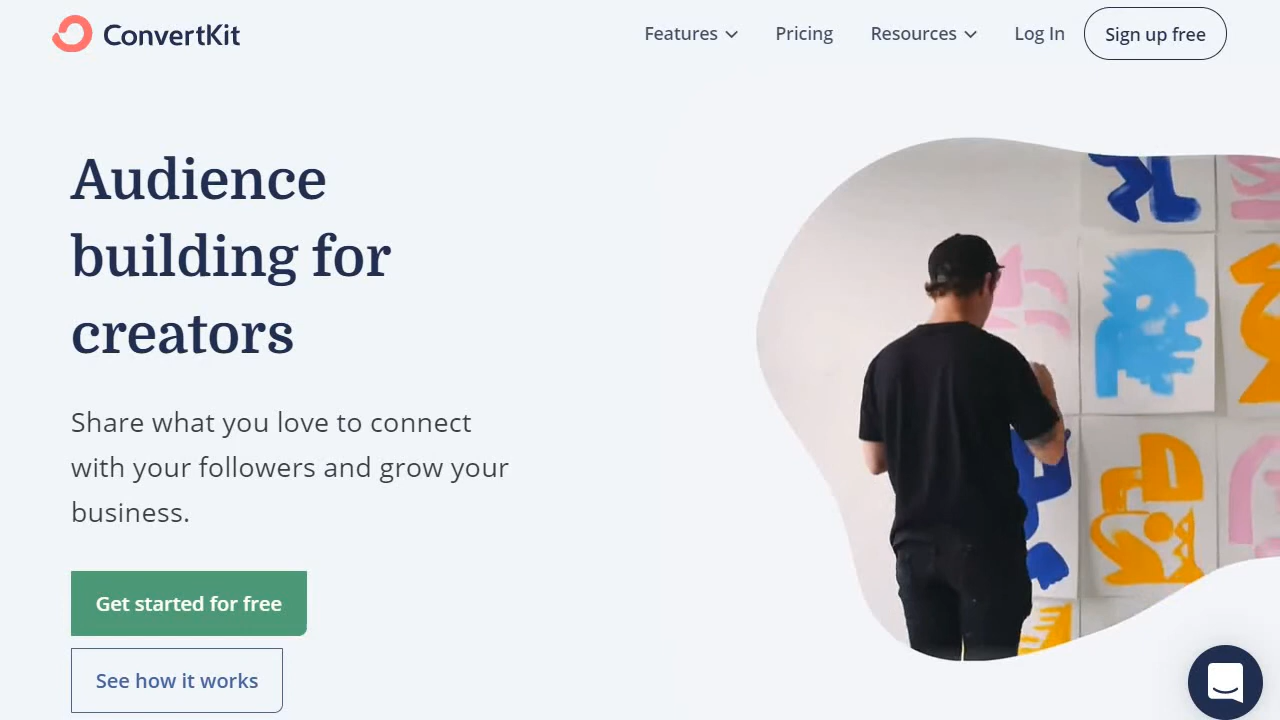 ConvertKit
Features
Pricing
Resources
Log In
Sign up free
Audience
building for
creators
Share what you love to connect
with your followers and grow your
business.
Get started for free
See how it works